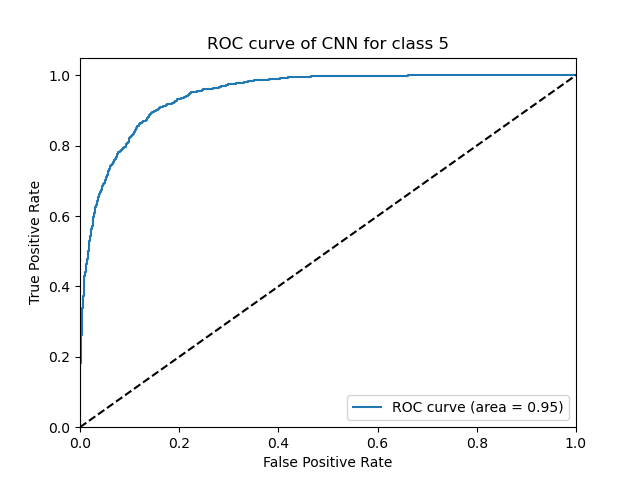 ROC curve of CNN for class 5
True Positive Rate
1.0
0.8
0.6
0.4
0.2
0.0
ROC curve (area = 0.95)
0.0 0.2 0.4 0.6 0.8 1.0
False Positive Rate